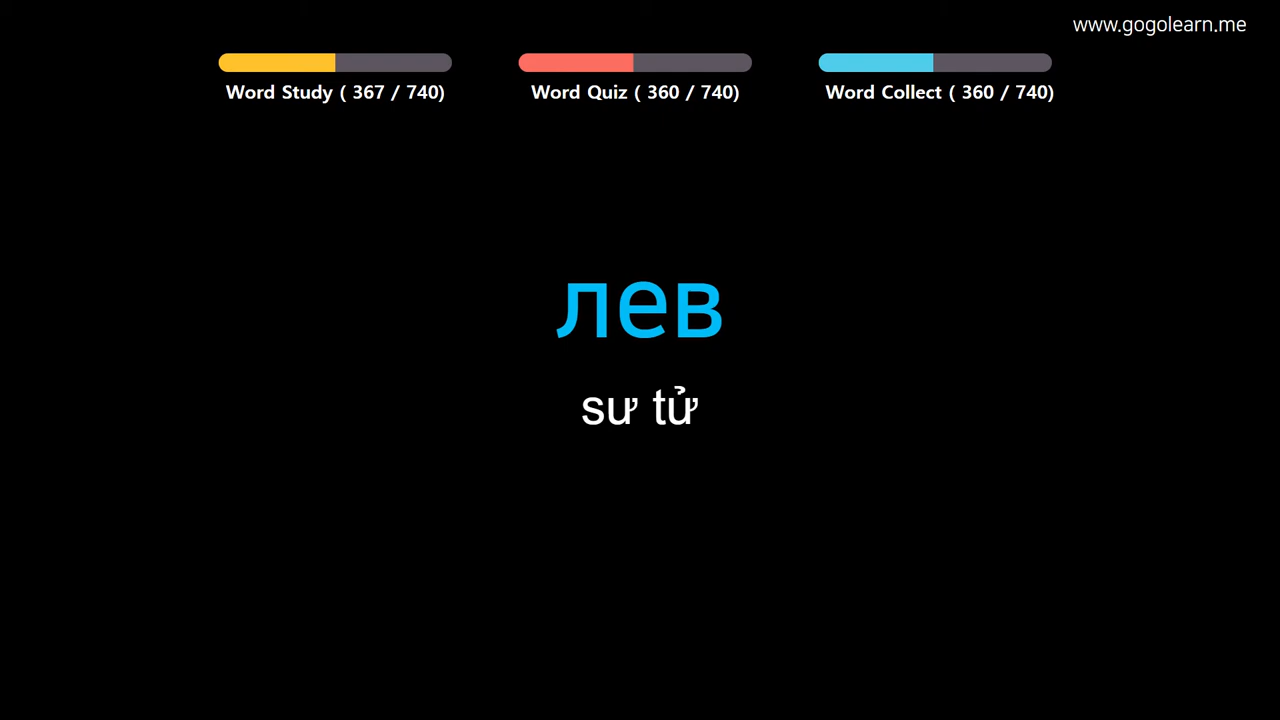 www.gogolearn.me
Word Study ( 367 / 740)
Word Quiz ( 360 / 740)
Word Collect ( 360 / 740)
лев
sư tử